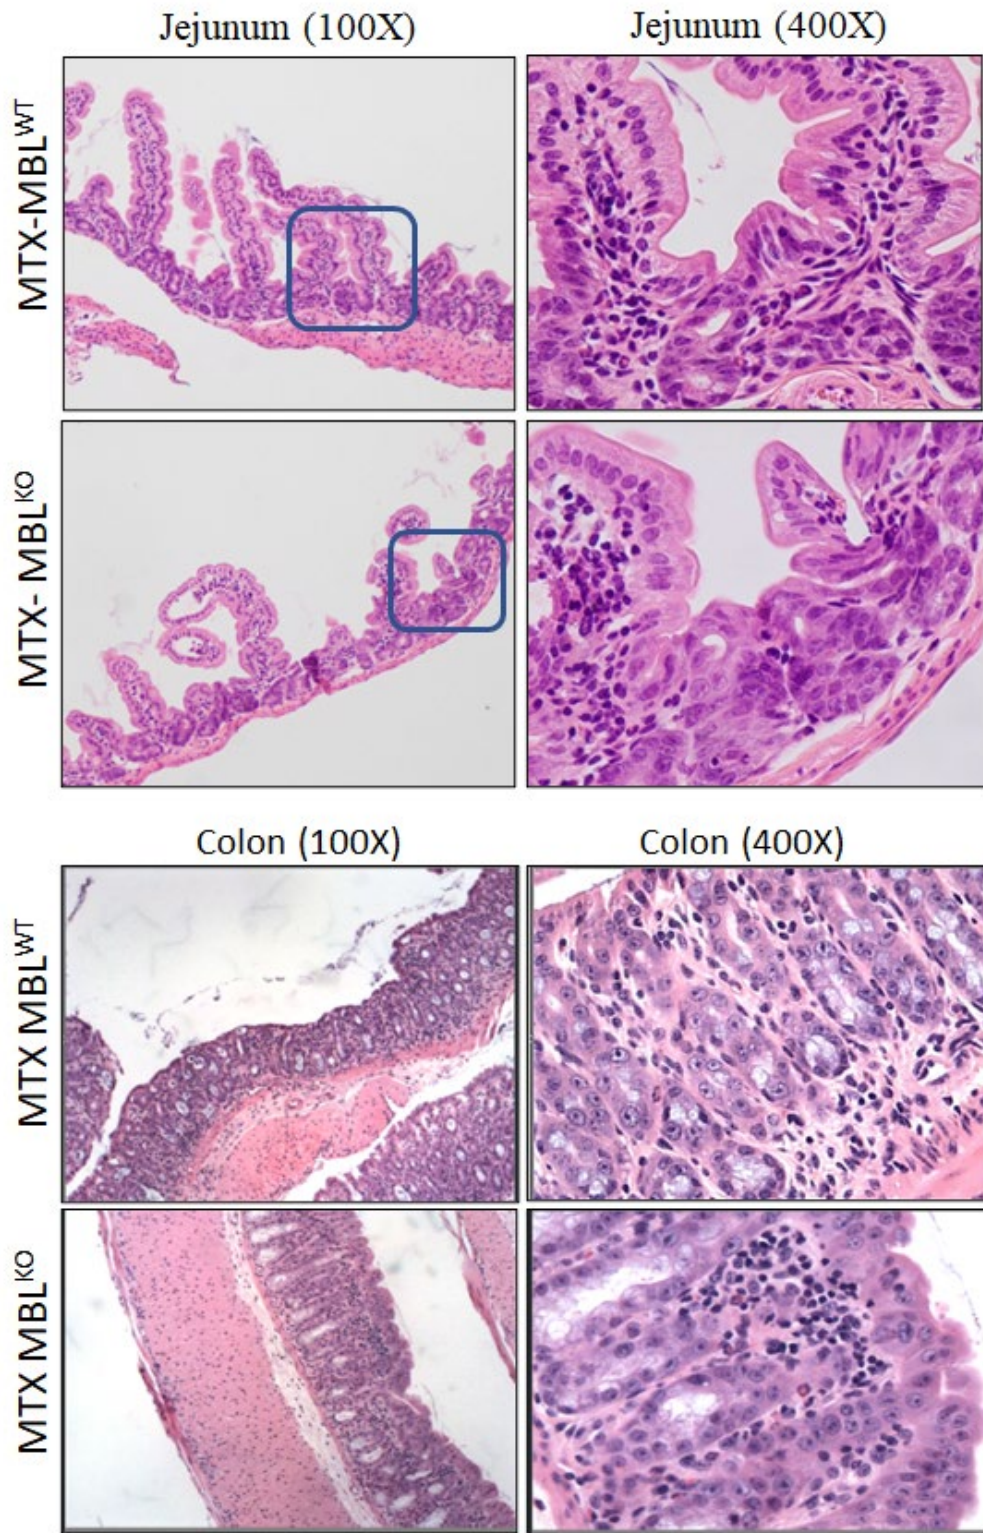 Jejunum (100X) Jejunum (400X)
MTX-MBL^WT
MTX- MBL^KO
Colon (100X) Colon (400X)
MTX MBL^WT
MTX MBL^KO